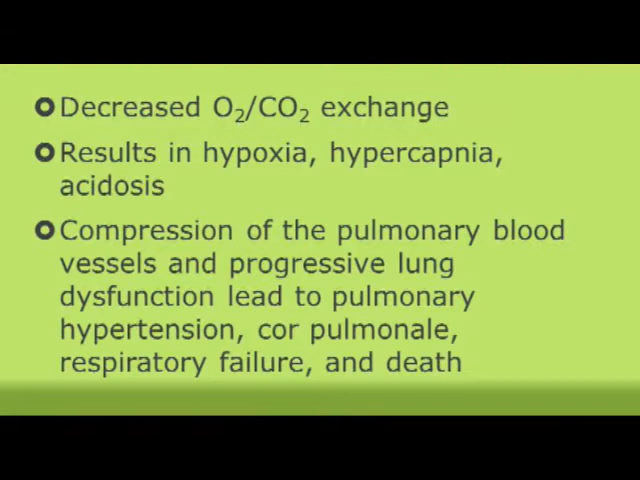 Decreased O₂/CO₂ exchange
Results in hypoxia, hypercapnia,
acidosis
Compression of the pulmonary blood
vessels and progressive lung
dysfunction lead to pulmonary
hypertension, cor pulmonale,
respiratory failure, and death